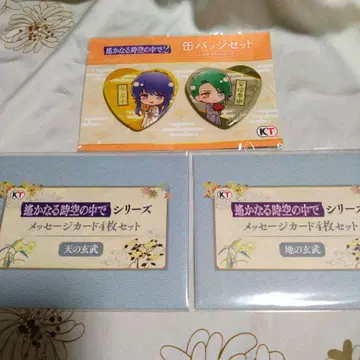 遙かなる時空の中で2
缶バッジセット
KT
KT
遙かなる時空の中でシリーズ
メッセージカード4枚セット
天の玄武
KT
遙かなる時空の中でシリーズ
メッセージカード4枚セット
地の玄武